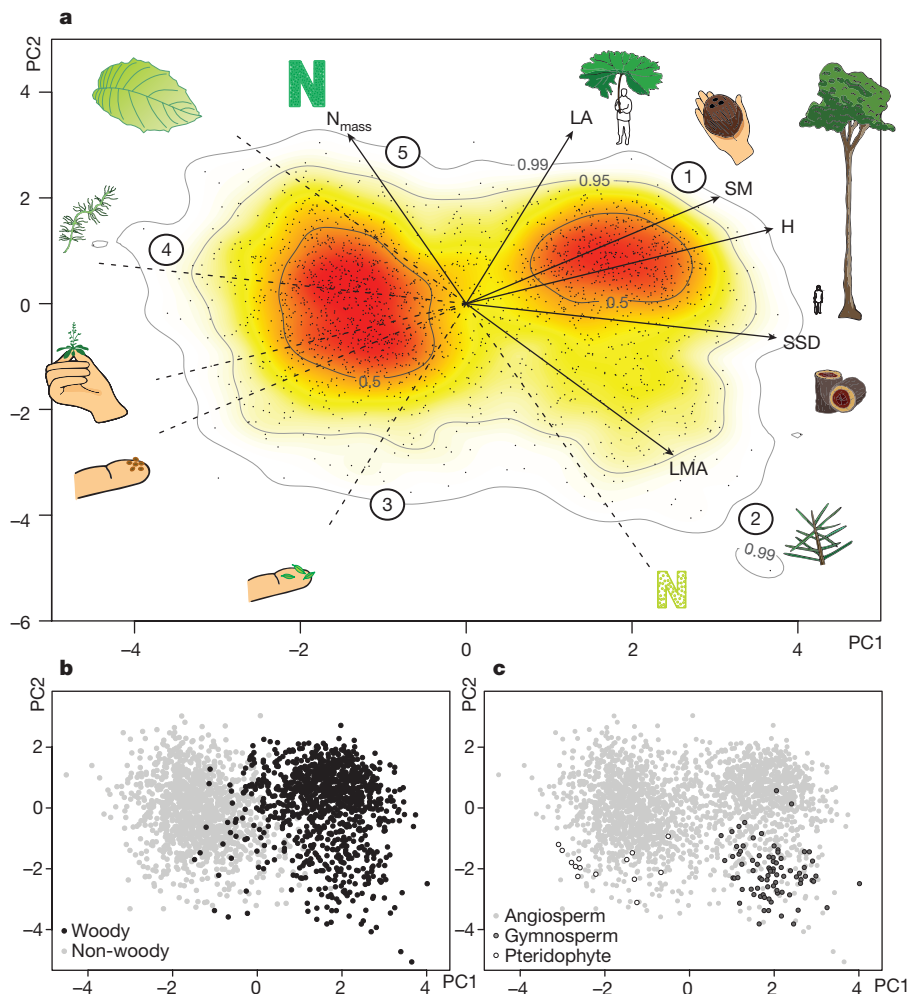 a
PC2
4
2
0
−2
−4
−6
N
N mass
5
LA
0.99
0.95
1
SM
H
4
0.5
0.5
SSD
LMA
3
2
0.99
N
−4
−2
0
2
4
PC1
b
PC2
2
0
−2
−4
Woody
Non-woody
−4
−2
0
2
4
PC1
c
PC2
2
0
−2
−4
Angiosperm
Gymnosperm
Pteridophyte
−4
−2
0
2
4
PC1